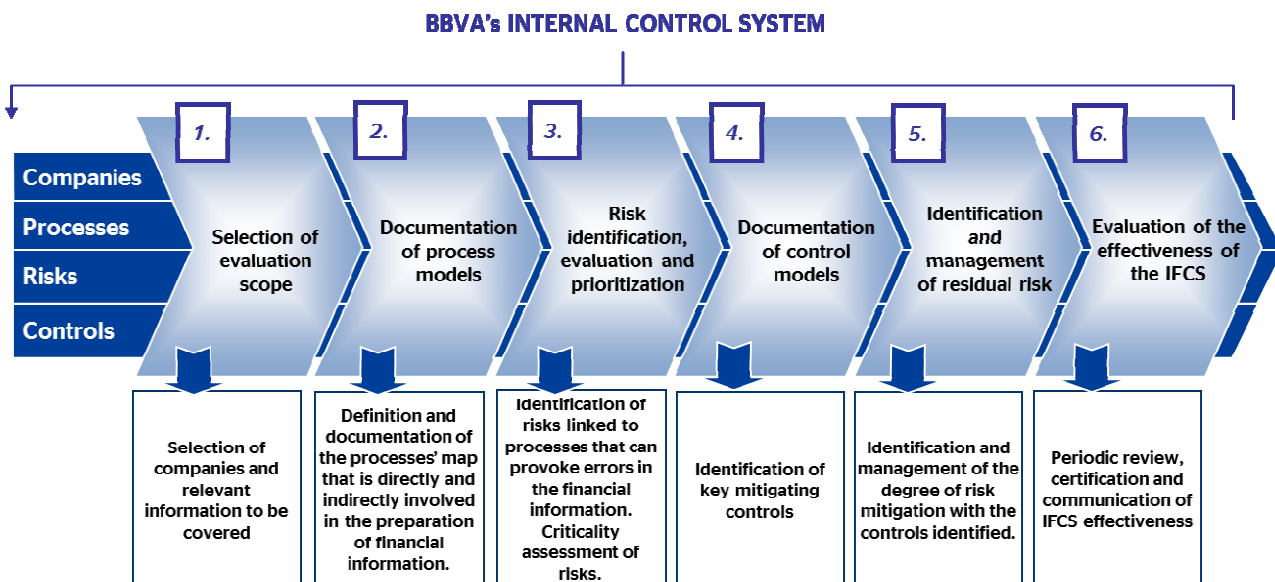 BBVA's INTERNAL CONTROL SYSTEM
1.
2.
3.
4.
5.
6.
Companies
Processes
Risks
Controls
Selection of
evaluation
scope
Documentation
of process
models
Risk
identification,
evaluation and
prioritization
Documentation
of control
models
Identification
and
management
of residual risk
Evaluation of the
effectiveness of
the IFCS
Selection of
companies and
relevant
information to be
covered
Definition and
documentation of
the processes' map
that is directly and
indirectly involved
in the preparation
of financial
information.
Identification of
risks linked to
processes that can
provoke errors in
the financial
information.
Criticality
assessment of
risks.
Identification of
key mitigating
controls
Identification and
management of the
degree of risk
mitigation with the
controls identified.
Periodic review,
certification and
communication of
IFCS effectiveness